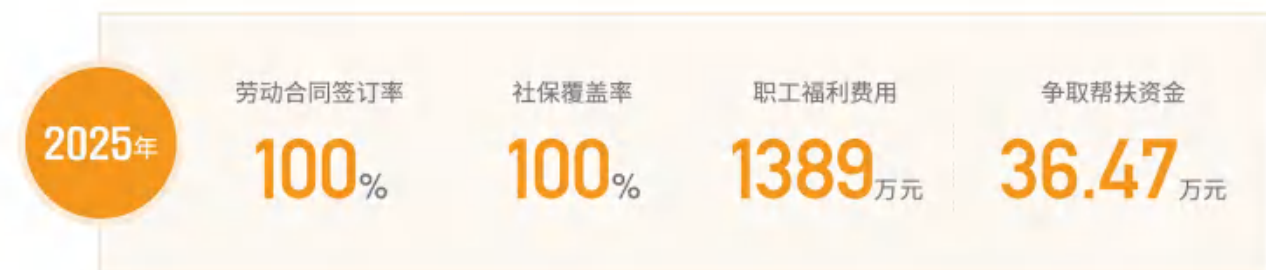 2025年
劳动合同签订率
100%
社保覆盖率
100%
职工福利费用
1389万元
争取帮扶资金
36.47万元